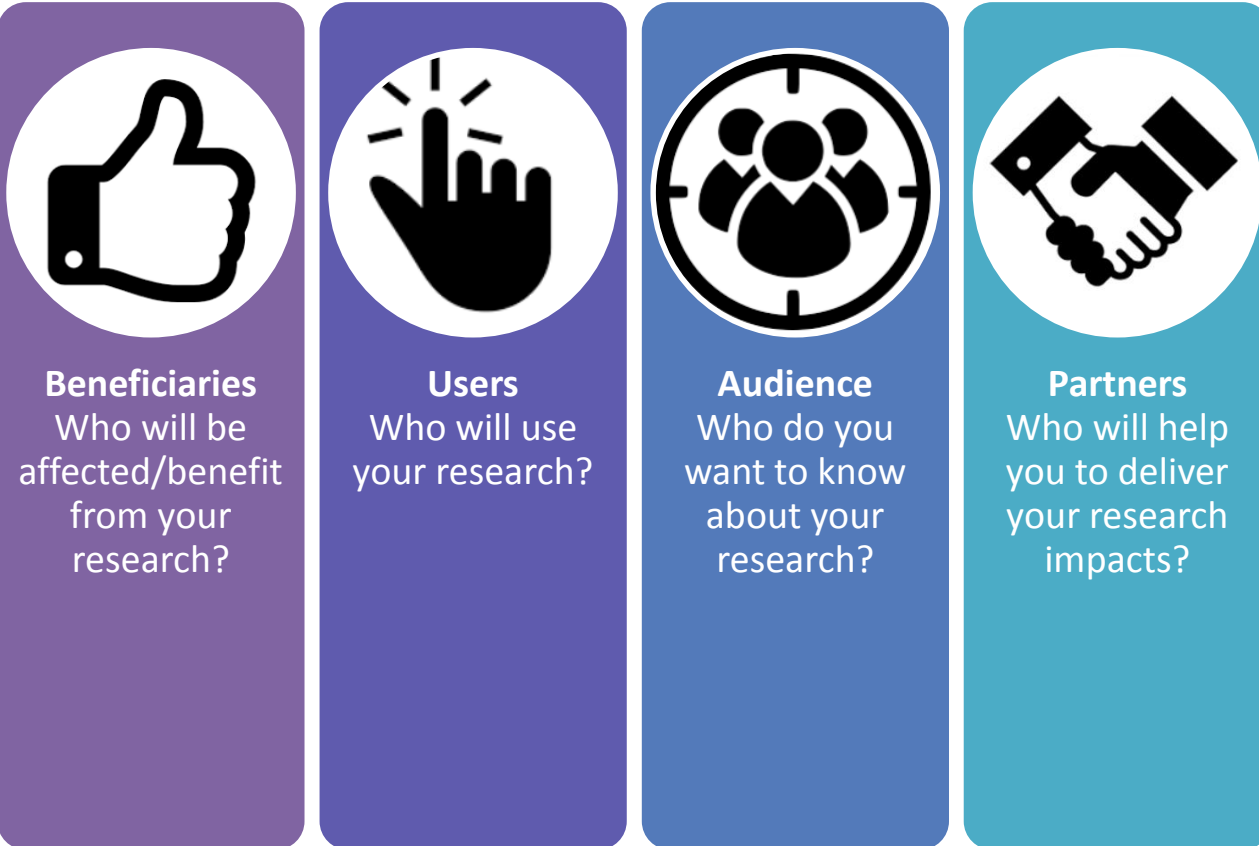 Beneficiaries
Who will be
affected/benefit
from your
research?
Users
Who will use
your research?
Audience
Who do you
want to know
about your
research?
Partners
Who will help
you to deliver
your research
impacts?